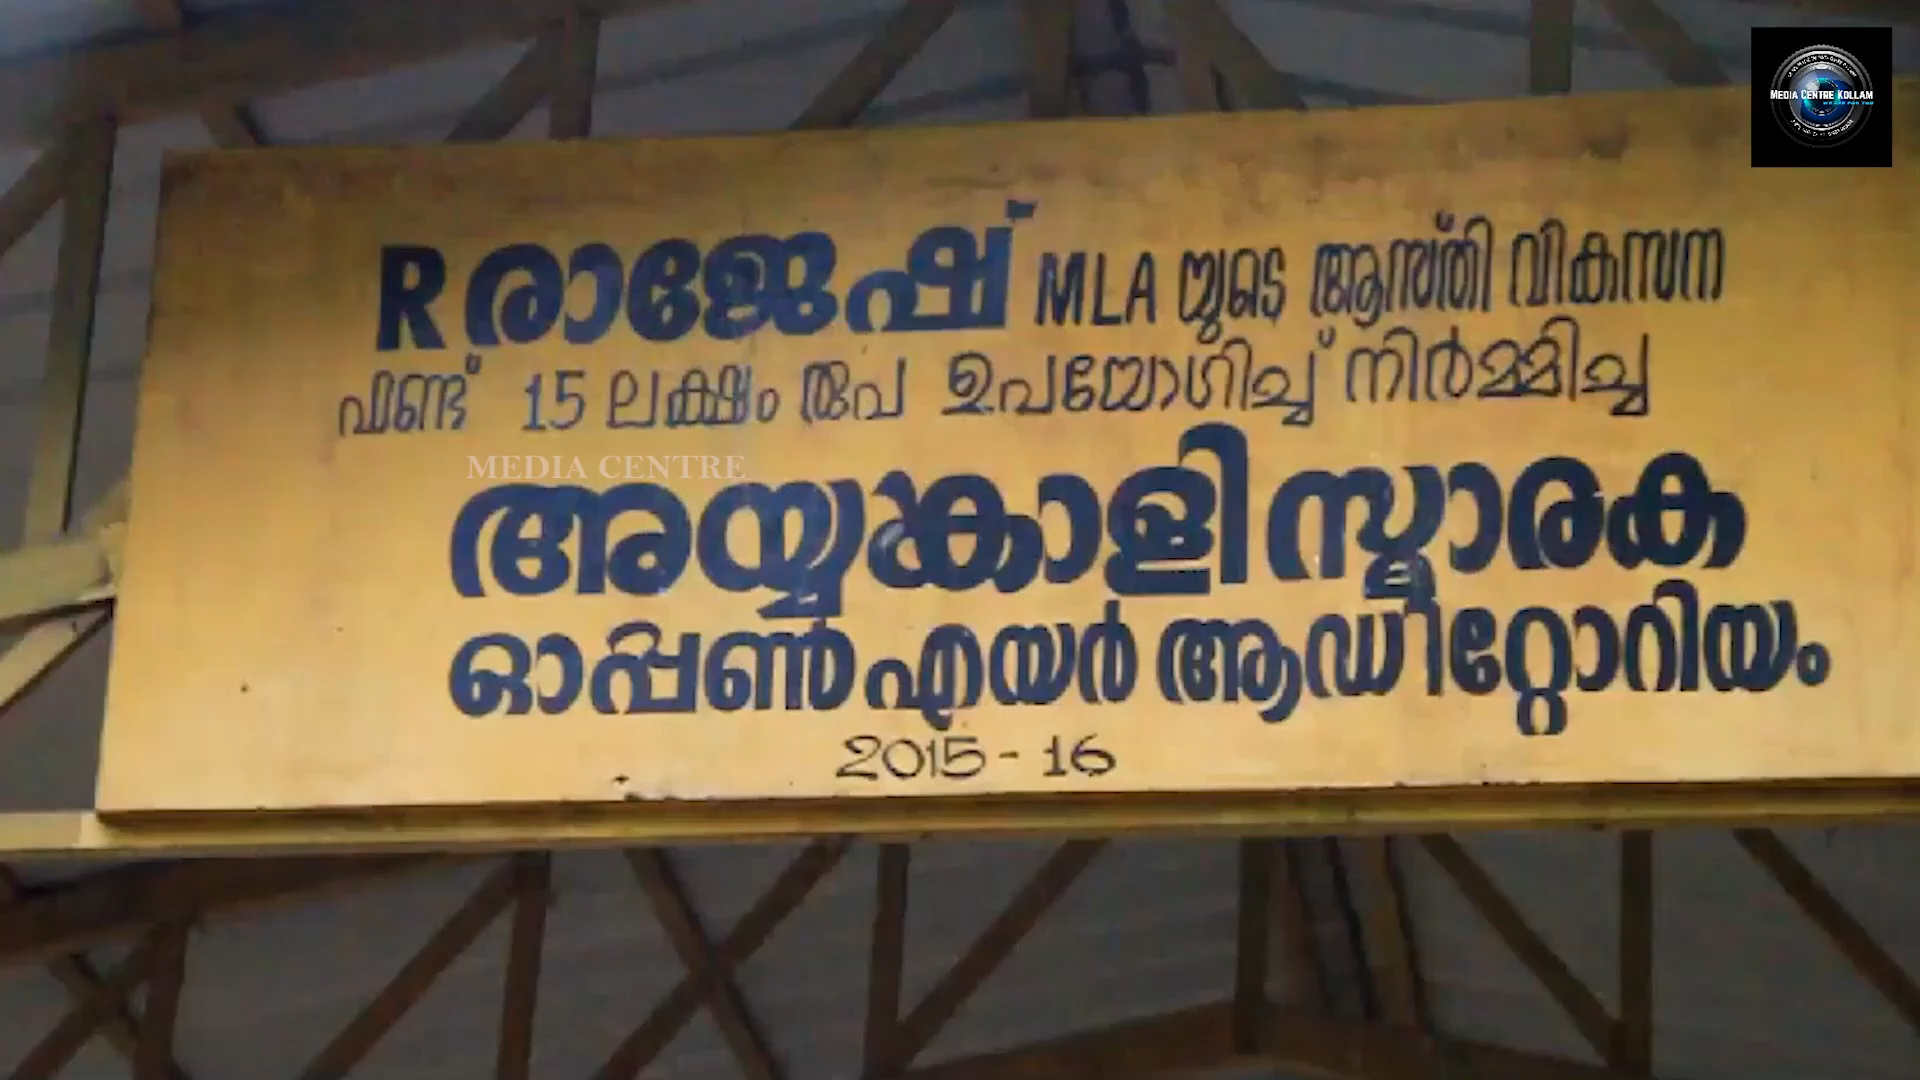 MEDIA CENTRE KOLLAM
R രാജേഷ് MLA യുടെ ആസ്തി വികസന
ഫണ്ട് 15 ലക്ഷം രൂപ ഉപയോഗിച്ച് നിർമ്മിച്ച
MEDIA CENTRE
അയ്യങ്കാളി സ്മാരക
ഓപ്പൺ എയർ ആഡിറ്റോറിയം
2015 - 16